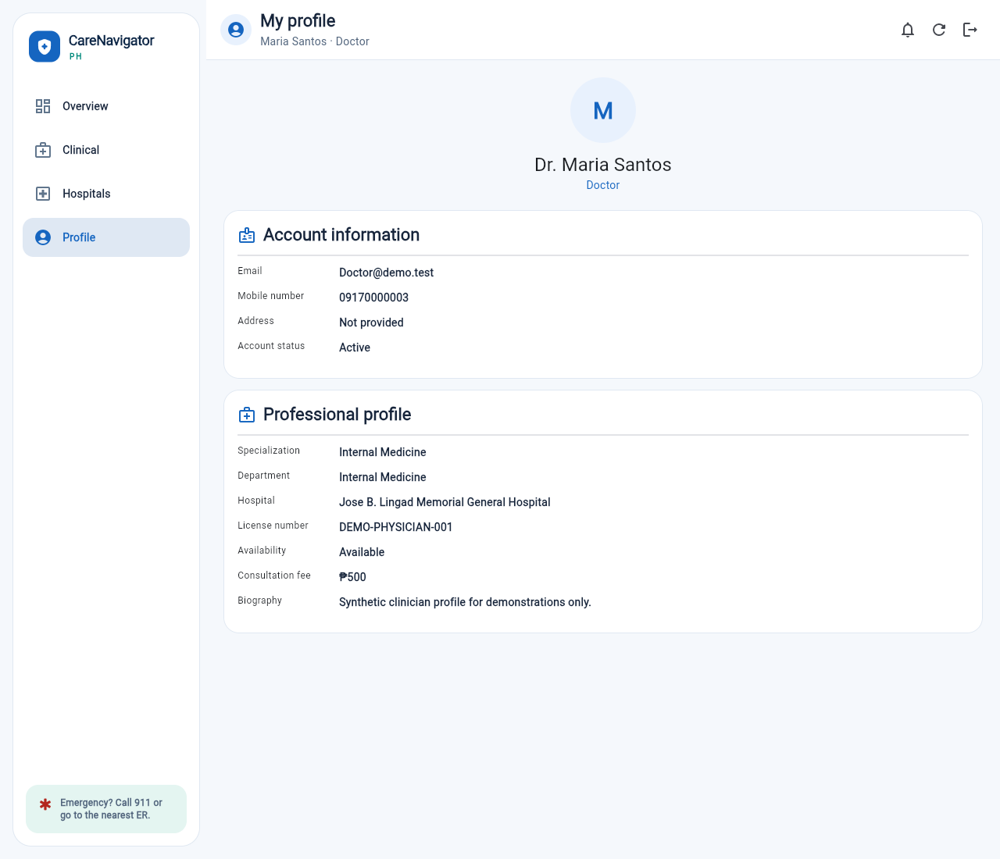 CareNavigator
PH
Overview
Clinical
Hospitals
Profile
Emergency? Call 911 or
go to the nearest ER.
My profile
Maria Santos · Doctor
M
Dr. Maria Santos
Doctor
Account information
Email Doctor@demo.test
Mobile number 09170000003
Address Not provided
Account status Active
Professional profile
Specialization Internal Medicine
Department Internal Medicine
Hospital Jose B. Lingad Memorial General Hospital
License number DEMO-PHYSICIAN-001
Availability Available
Consultation fee ₱500
Biography Synthetic clinician profile for demonstrations only.